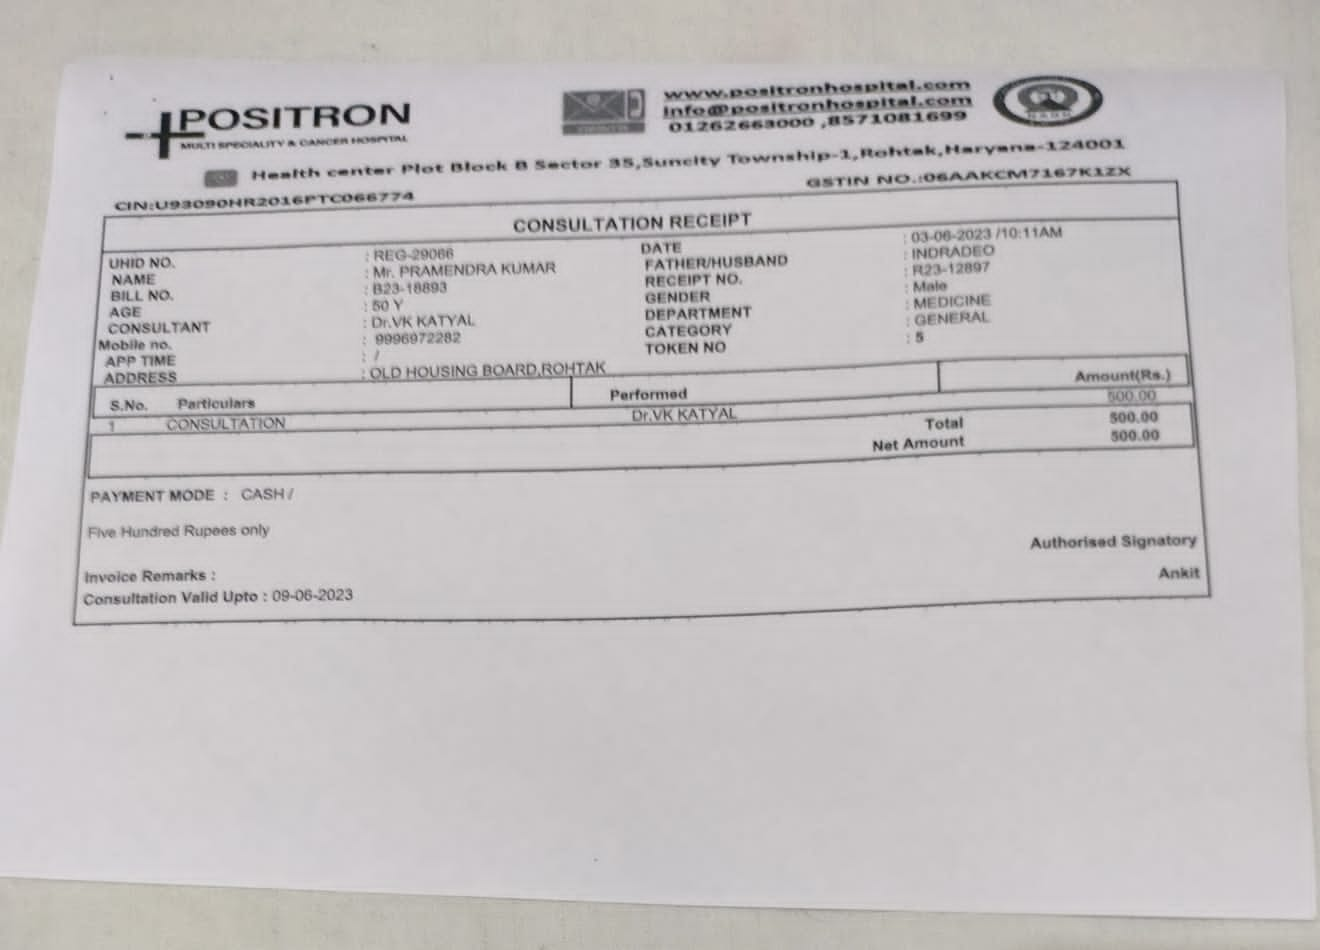 POSITRON
MULTI SPECIALITY & CANCER HOSPITAL
www.positronhospital.com
info@positronhospital.com
01262663000 ,8571081699
Health center Plot Block B Sector 35,Suncity Township-1,Rohtak,Haryana-124001
CIN:U93090HR2016PTC066774 GSTIN NO.:06AAKCM7167K1ZX
CONSULTATION RECEIPT
UHID NO. : REG-29066 DATE : 03-06-2023 /10:11AM
NAME : Mr. PRAMENDRA KUMAR FATHER/HUSBAND : INDRADEO
BILL NO. : B23-18893 RECEIPT NO. : R23-12897
AGE : 50 Y GENDER : Male
CONSULTANT : Dr.VK KATYAL DEPARTMENT : MEDICINE
Mobile no. : 9996972282 CATEGORY : GENERAL
APP TIME : / TOKEN NO : 5
ADDRESS : OLD HOUSING BOARD,ROHTAK
S.No. Particulars Performed Amount(Rs.)
1 CONSULTATION Dr.VK KATYAL 500.00
Total 500.00
Net Amount 500.00
PAYMENT MODE : CASH /
Five Hundred Rupees only
Authorised Signatory
Invoice Remarks : Ankit
Consultation Valid Upto : 09-06-2023